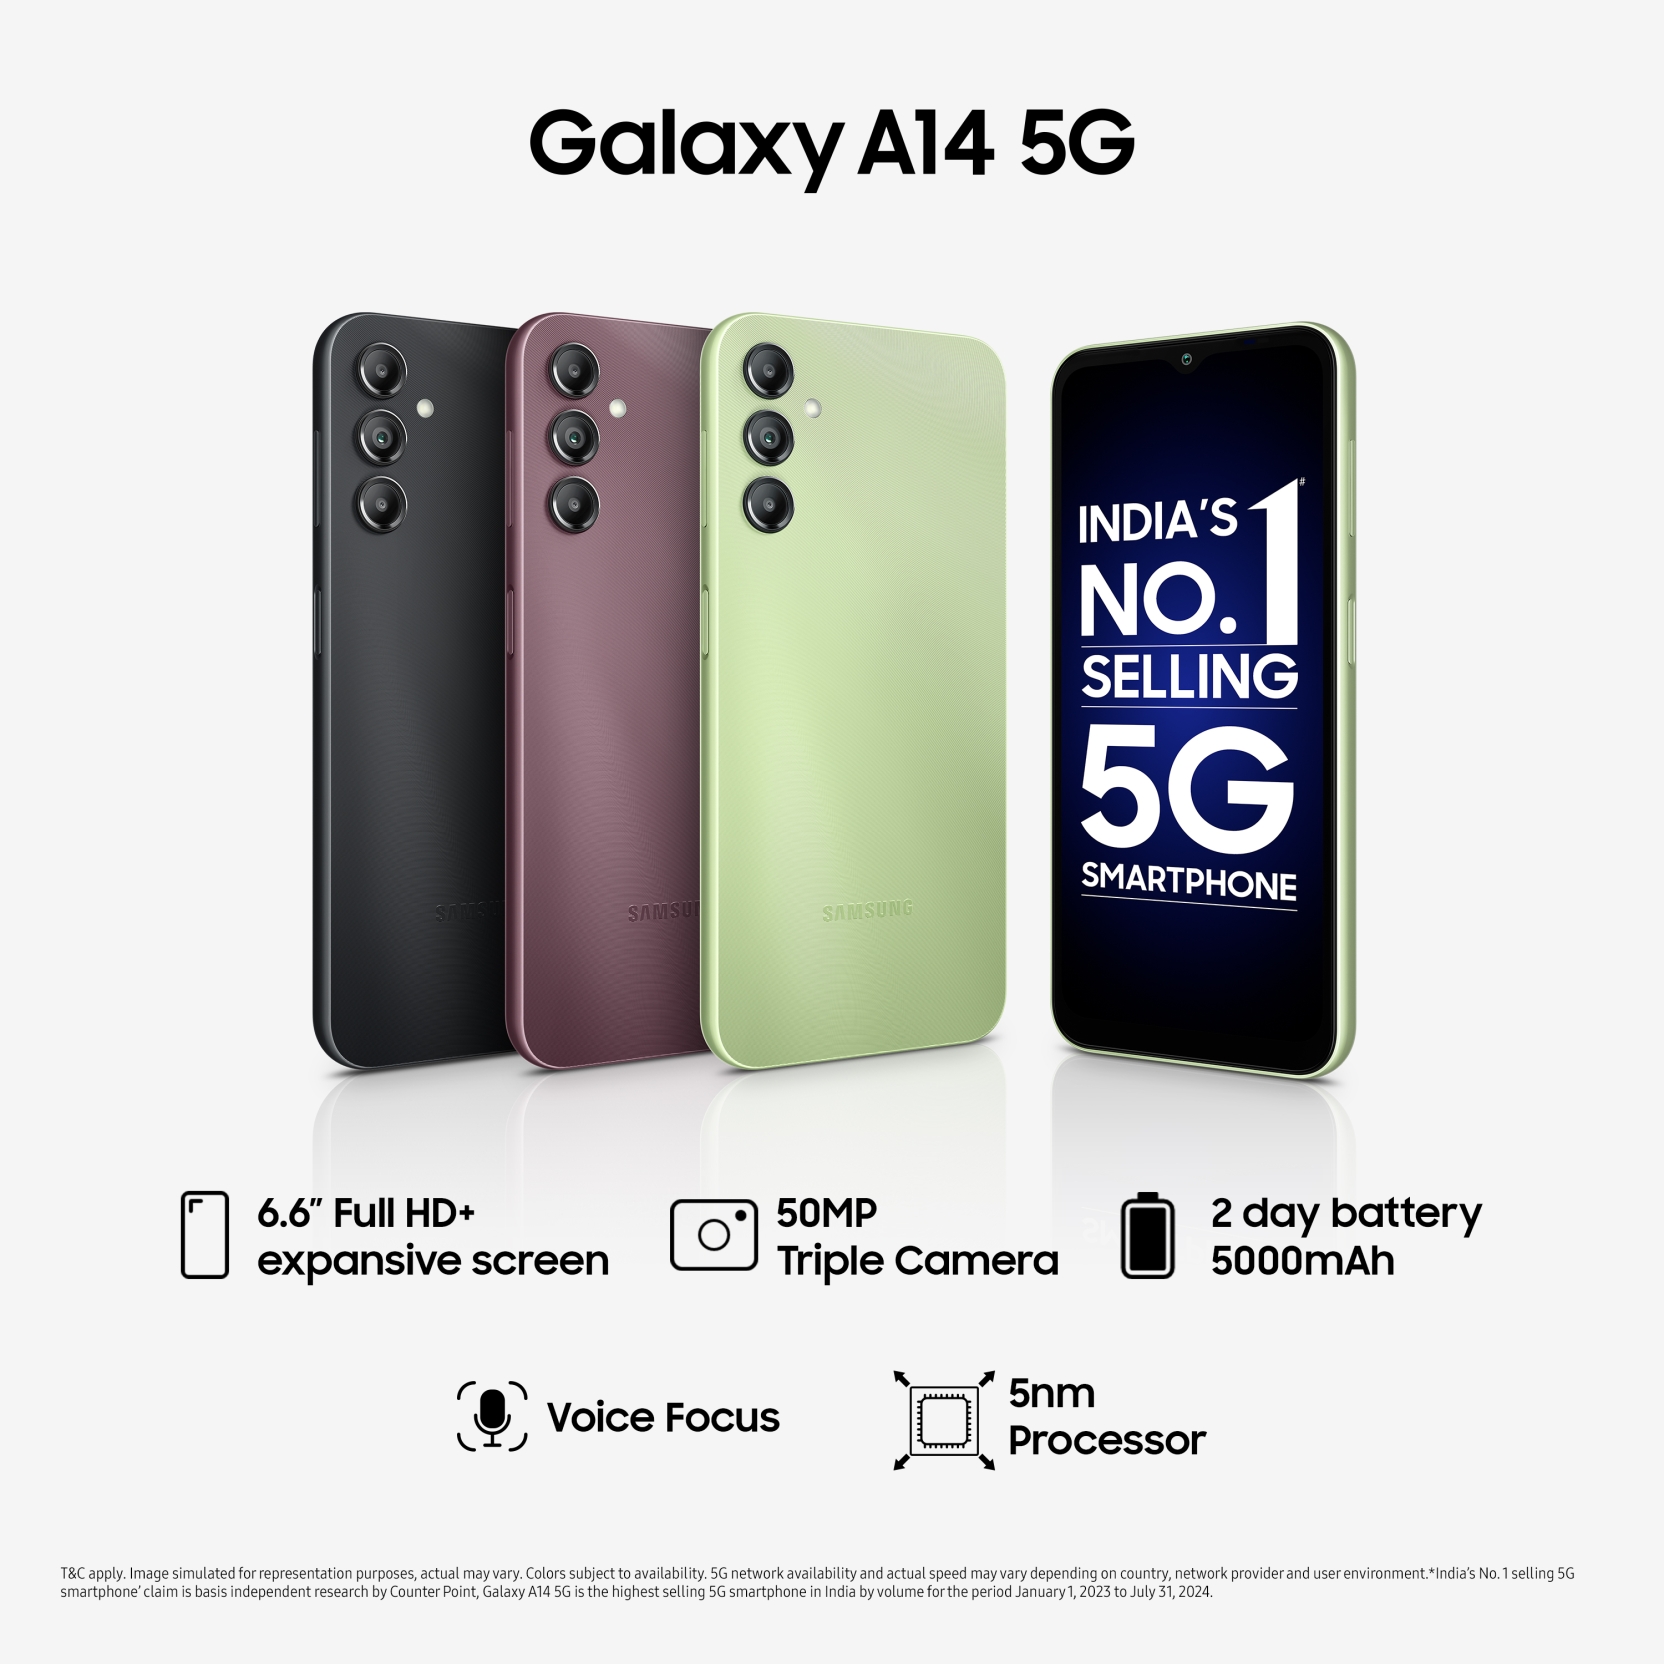 Galaxy A14 5G
SAMSUNG
SAMSUNG
INDIA'S
NO. 1#
SELLING
5G
SMARTPHONE
6.6” Full HD+
expansive screen
50MP
Triple Camera
2 day battery
5000mAh
Voice Focus
5nm
Processor
T&C apply. Image simulated for representation purposes, actual may vary. Colors subject to availability. 5G network availability and actual speed may vary depending on country, network provider and user environment.*India's No. 1 selling 5G
smartphone' claim is basis independent research by Counter Point, Galaxy A14 5G is the highest selling 5G smartphone in India by volume for the period January 1, 2023 to July 31, 2024.